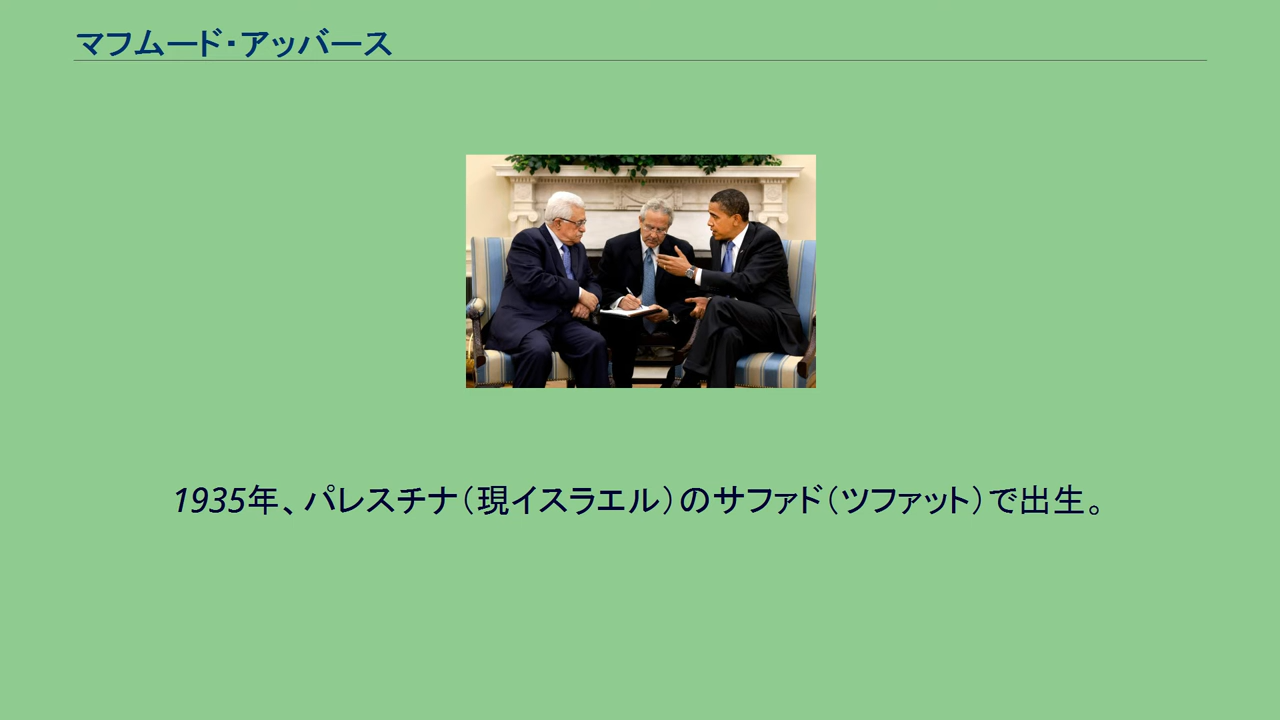 マフムード・アッバース
1935年、パレスチナ（現イスラエル）のサファド（ツファット）で出生。